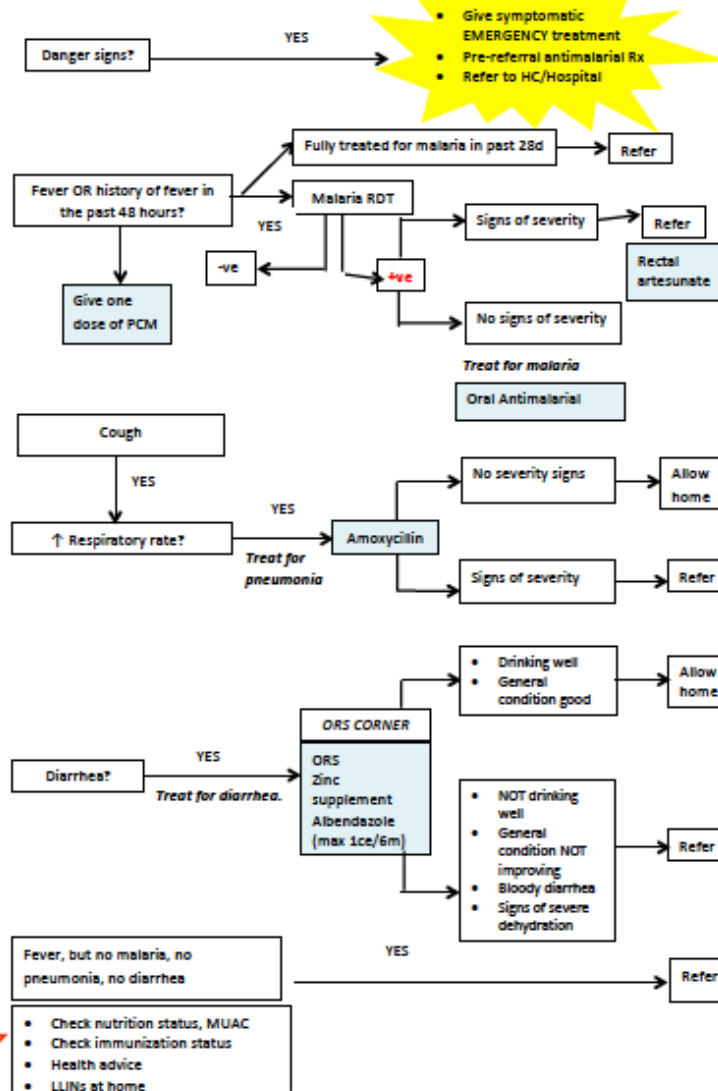 Danger signs?
YES
• Give symptomatic
EMERGENCY treatment
• Pre-referral antimalarial Rx
• Refer to HC/Hospital
Fully treated for malaria in past 28d
Refer
Fever OR history of fever in
the past 48 hours?
YES
Malaria RDT
Signs of severity
Refer
-ve
+ve
Rectal
artesunate
Give one
dose of PCM
No signs of severity
Treat for malaria
Oral Antimalarial
Cough
YES
No severity signs
Allow
home
↑ Respiratory rate?
YES
Treat for
pneumonia
Amoxycillin
Signs of severity
Refer
• Drinking well
• General
condition good
Allow
home
ORS CORNER
Diarrhea?
YES
Treat for diarrhea.
ORS
Zinc
supplement
Albendazole
(max 1ce/6m)
• NOT drinking
well
• General
condition NOT
improving
• Bloody diarrhea
• Signs of severe
dehydration
Refer
Fever, but no malaria, no
pneumonia, no diarrhea
YES
Refer
• Check nutrition status, MUAC
• Check immunization status
• Health advice
• LLINs at home